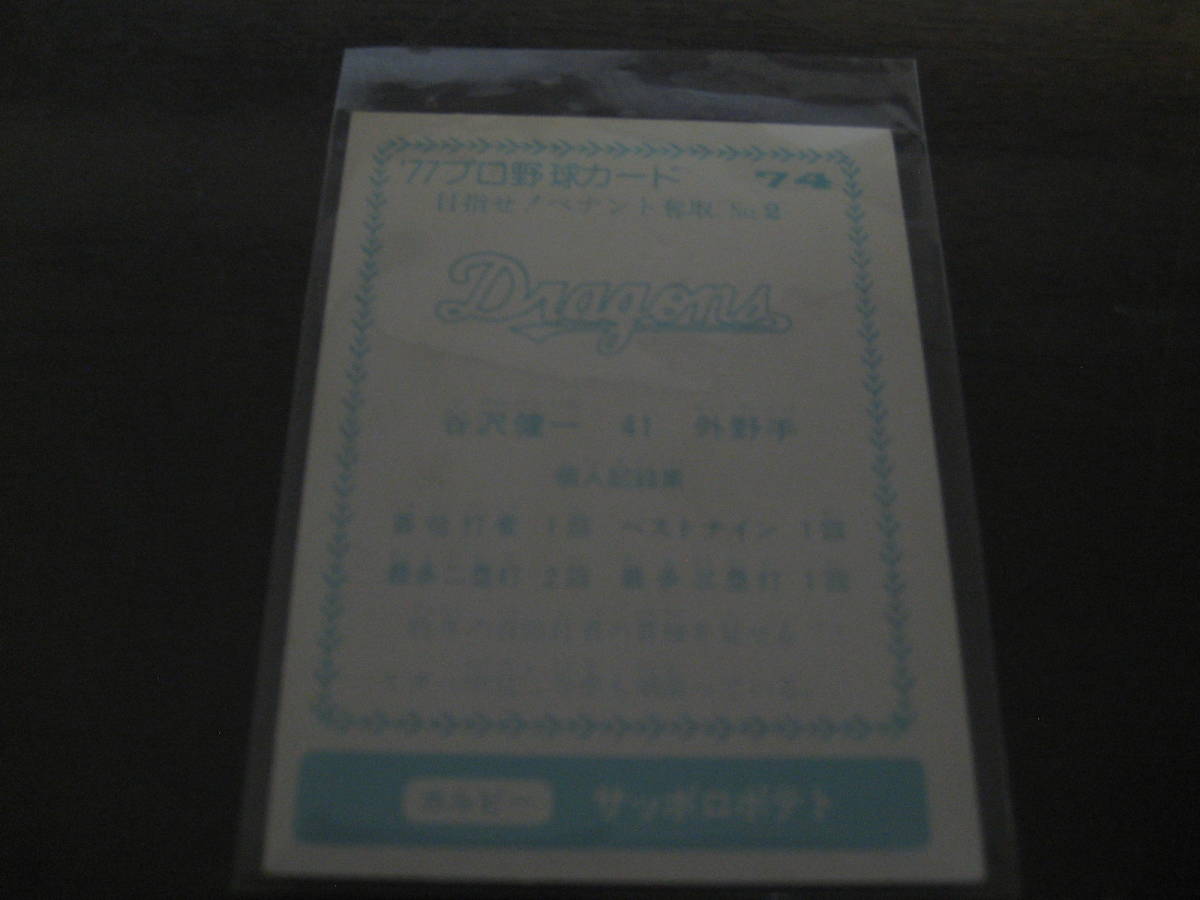 '77プロ野球カード 74
目指せ!ペナント奪取 No.2
Dragons
谷沢健一 41 外野手
個人記録集
首位打者 1回 ベストナイン 1回
最多二塁打 2回 最多三塁打 1回
カルビー サッポロポテト